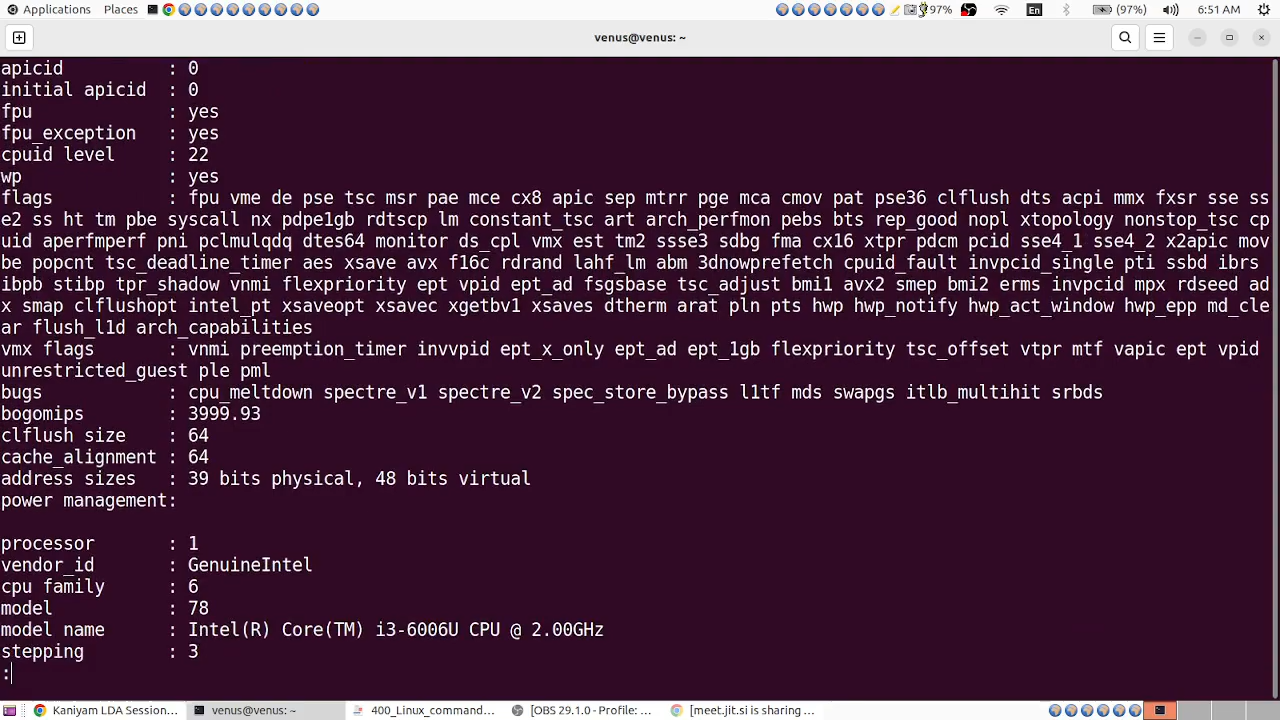 Applications Places 97% En (97%) 6:51 AM
venus@venus: ~
apicid : 0
initial apicid : 0
fpu : yes
fpu_exception : yes
cpuid level : 22
wp : yes
flags : fpu vme de pse tsc msr pae mce cx8 apic sep mtrr pge mca cmov pat pse36 clflush dts acpi mmx fxsr sse ss
e2 ss ht tm pbe syscall nx pdpe1gb rdtscp lm constant_tsc art arch_perfmon pebs bts rep_good nopl xtopology nonstop_tsc cp
uid aperfmperf pni pclmulqdq dtes64 monitor ds_cpl vmx est tm2 ssse3 sdbg fma cx16 xtpr pdcm pcid sse4_1 sse4_2 x2apic mov
be popcnt tsc_deadline_timer aes xsave avx f16c rdrand lahf_lm abm 3dnowprefetch cpuid_fault invpcid_single pti ssbd ibrs
ibpb stibp tpr_shadow vnmi flexpriority ept vpid ept_ad fsgsbase tsc_adjust bmi1 avx2 smep bmi2 erms invpcid mpx rdseed ad
x smap clflushopt intel_pt xsaveopt xsavec xgetbv1 xsaves dtherm arat pln pts hwp hwp_notify hwp_act_window hwp_epp md_cle
ar flush_l1d arch_capabilities
vmx flags : vnmi preemption_timer invvpid ept_x_only ept_ad ept_1gb flexpriority tsc_offset vtpr mtf vapic ept vpid
unrestricted_guest ple pml
bugs : cpu_meltdown spectre_v1 spectre_v2 spec_store_bypass l1tf mds swapgs itlb_multihit srbds
bogomips : 3999.93
clflush size : 64
cache_alignment : 64
address sizes : 39 bits physical, 48 bits virtual
power management:
processor : 1
vendor_id : GenuineIntel
cpu family : 6
model : 78
model name : Intel(R) Core(TM) i3-6006U CPU @ 2.00GHz
stepping : 3
:
Kaniyam LDA Session... venus@venus: ~ 400_Linux_command... [OBS 29.1.0 - Profile: ... [meet.jit.si is sharing ...